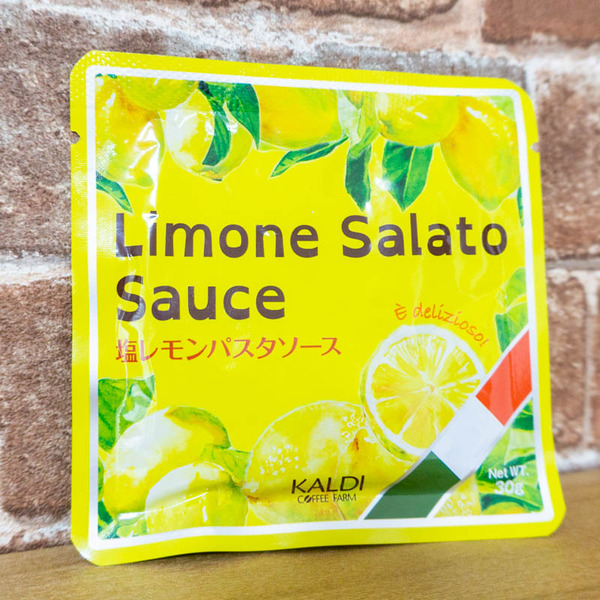 Limone Salato
Sauce
塩レモンパスタソース
È delizioso!
KALDI
COFFEE FARM
Net WT.
30g